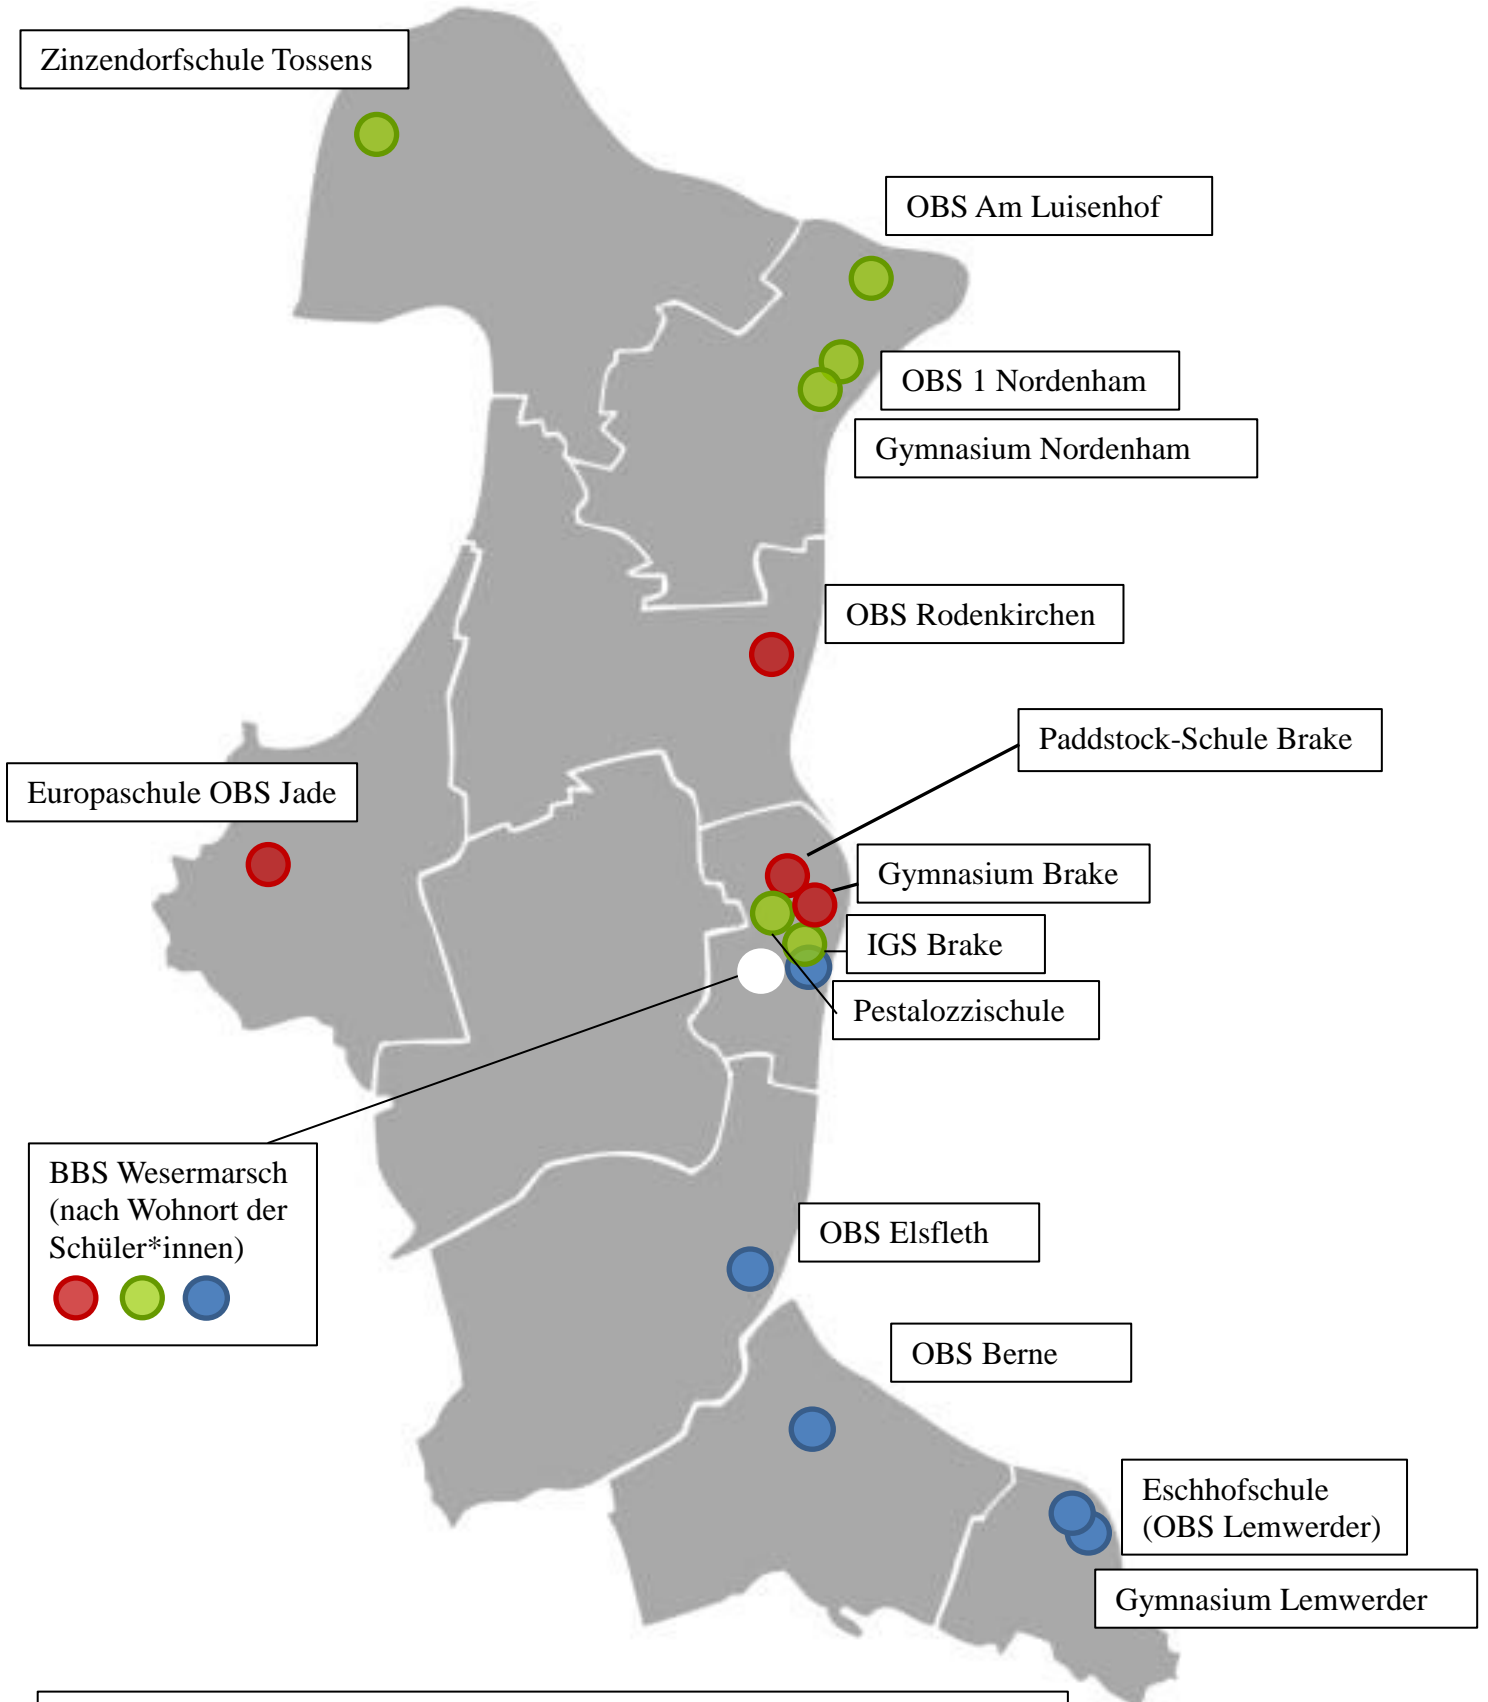 Zinzendorfschule Tossens
OBS Am Luisenhof
OBS 1 Nordenham
Gymnasium Nordenham
OBS Rodenkirchen
Paddstock-Schule Brake
Europaschule OBS Jade
Gymnasium Brake
IGS Brake
Pestalozzischule
BBS Wesermarsch
(nach Wohnort der
Schüler*innen)
OBS Elsfleth
OBS Berne
Eschhofschule
(OBS Lemwerder)
Gymnasium Lemwerder